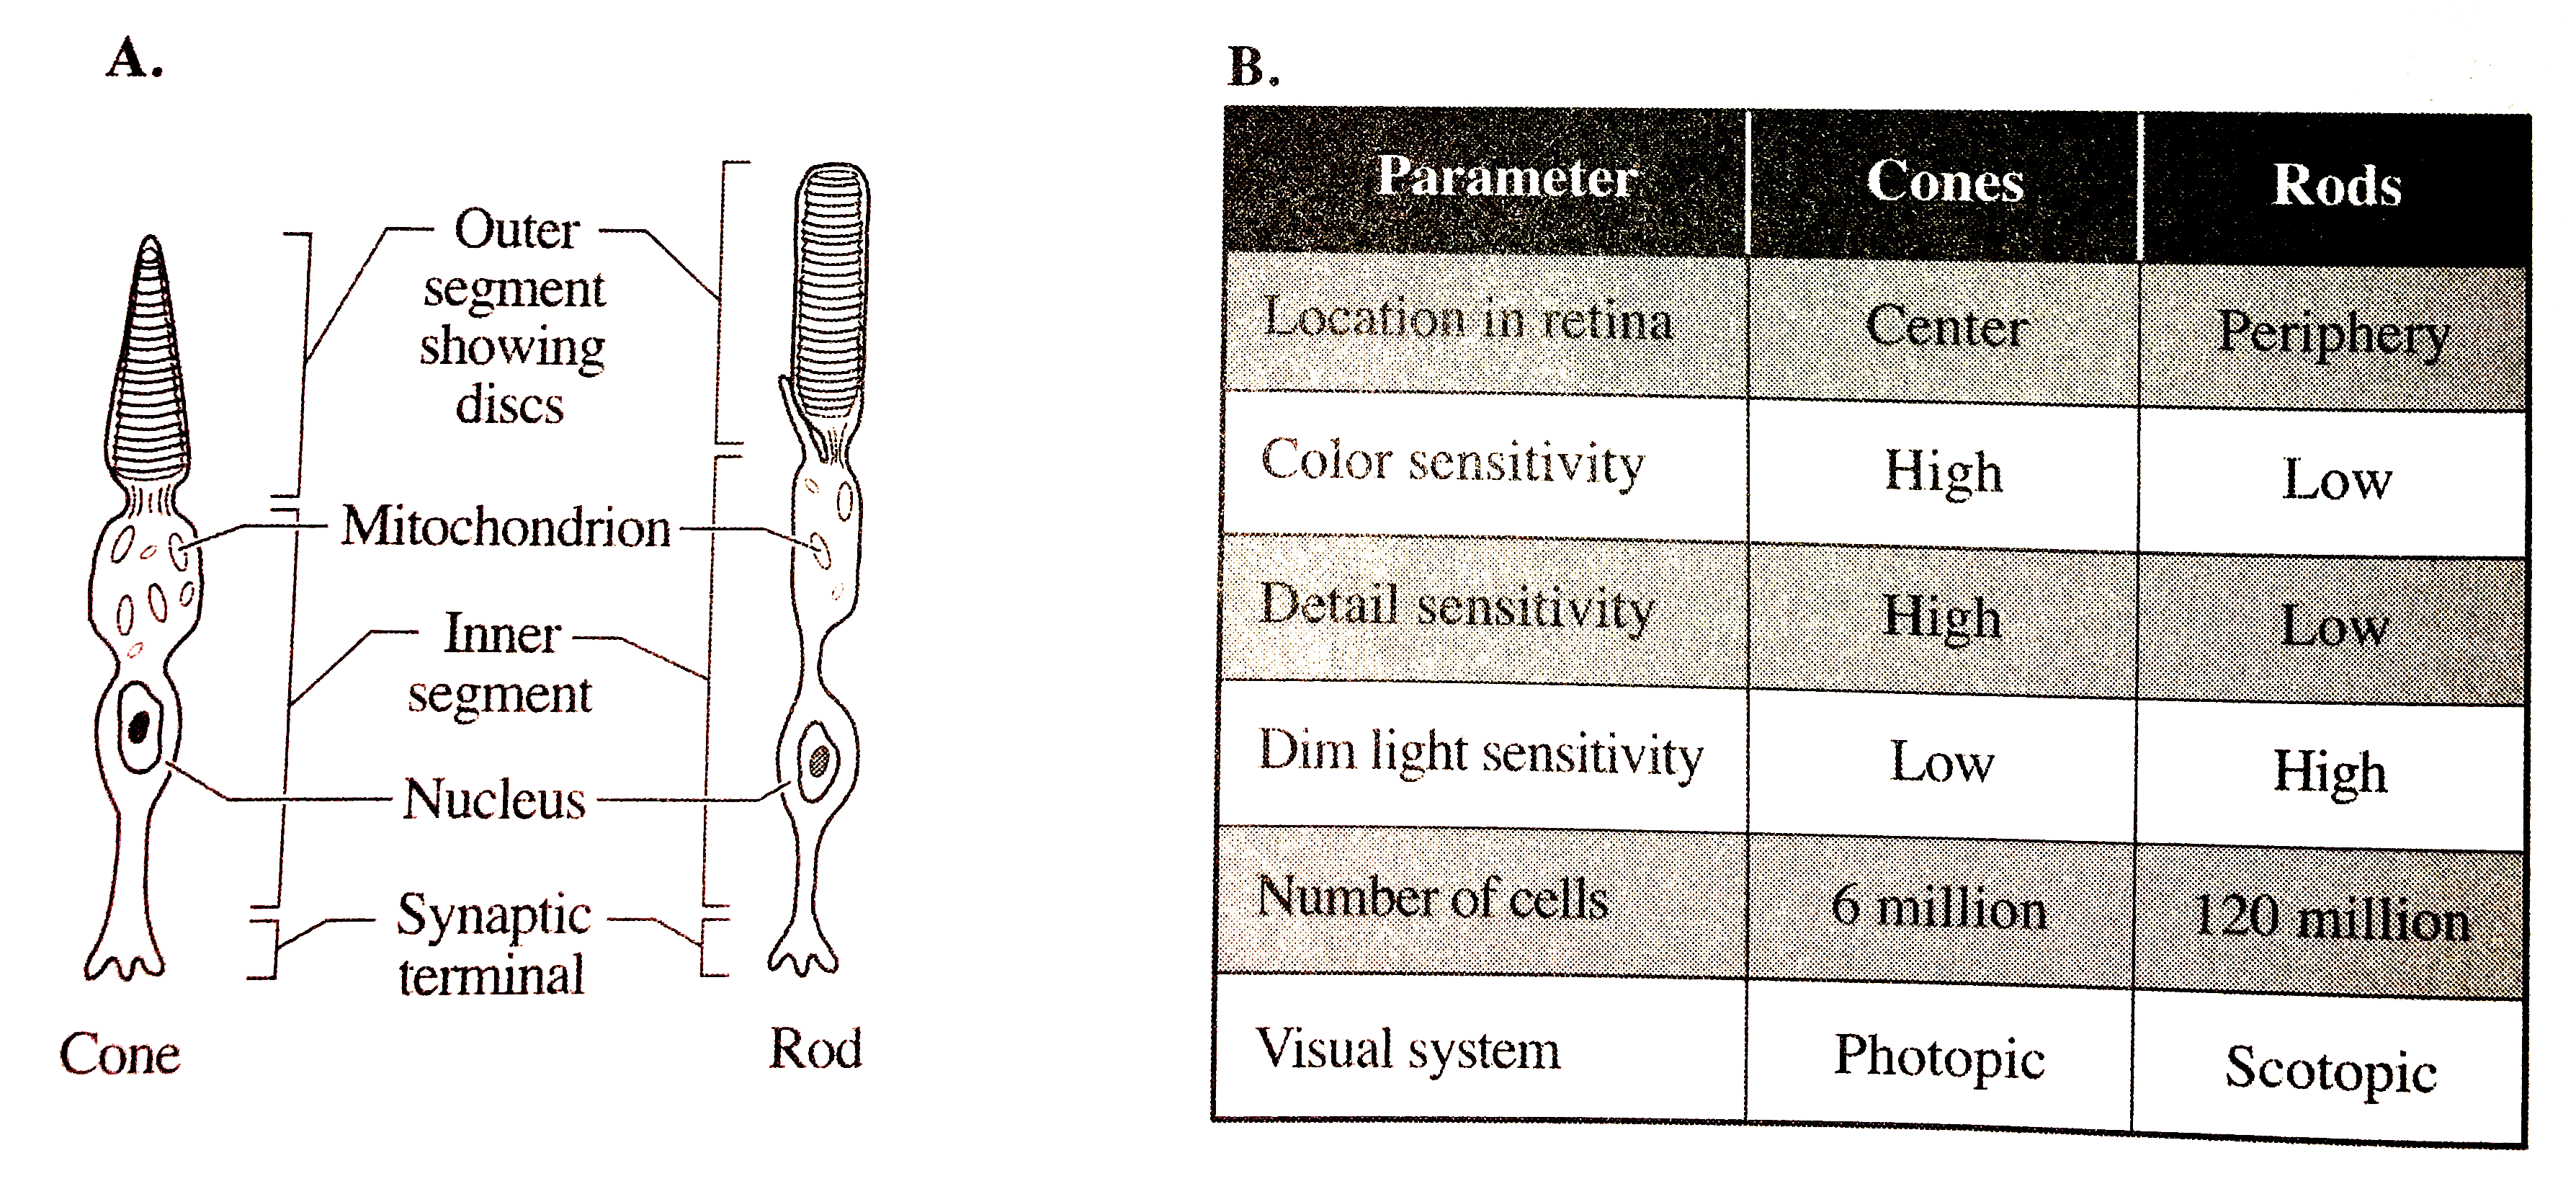 A.
Outer
segment
showing
discs
Mitochondrion
Inner
segment
Nucleus
Synaptic
terminal
Cone Rod
B.
Parameter Cones Rods
Location in retina Center Periphery
Color sensitivity High Low
Detail sensitivity High Low
Dim light sensitivity Low High
Number of cells 6 million 120 million
Visual system Photopic Scotopic